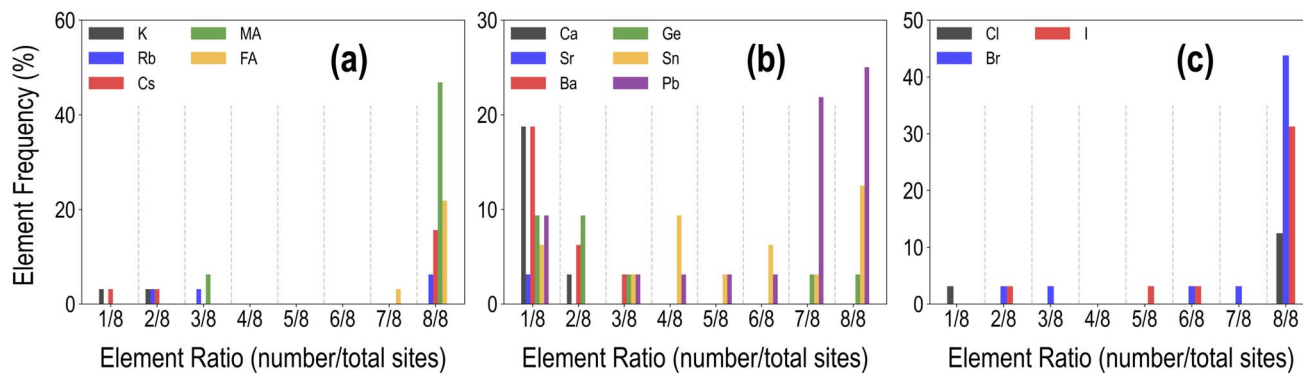 K
Rb
Cs
MA
FA
(a)
Element Frequency (%)
60
40
20
0
1/8 2/8 3/8 4/8 5/8 6/8 7/8 8/8
Element Ratio (number/total sites)
Ca
Sr
Ba
Ge
Sn
Pb
(b)
30
20
10
0
1/8 2/8 3/8 4/8 5/8 6/8 7/8 8/8
Element Ratio (number/total sites)
Cl
Br
I
(c)
50
40
30
20
10
0
1/8 2/8 3/8 4/8 5/8 6/8 7/8 8/8
Element Ratio (number/total sites)